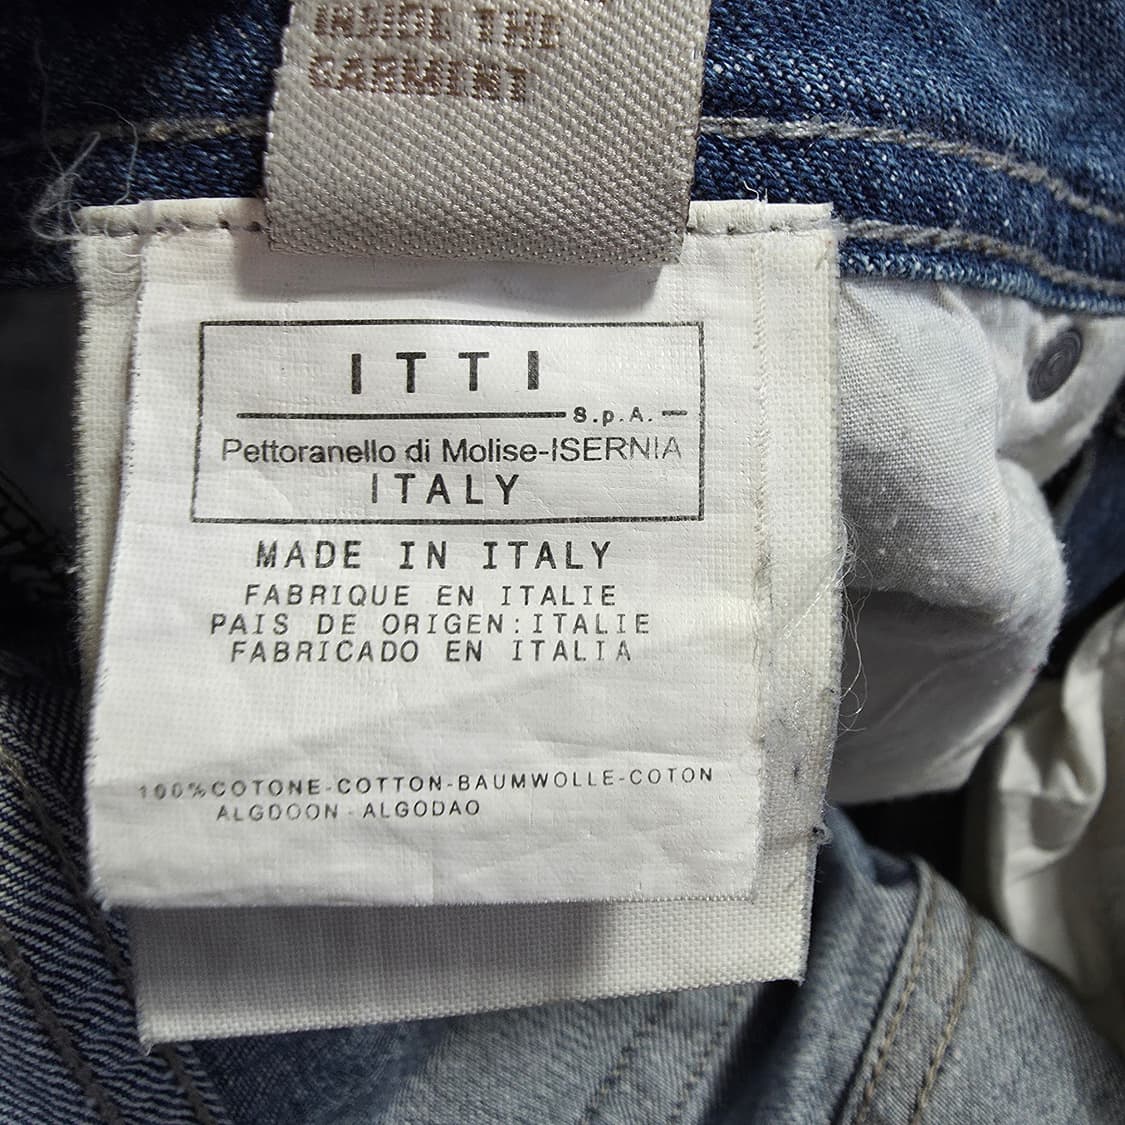 INSIDE THE
GARMENT
ITTI
S.p.A.
Pettoranello di Molise-ISERNIA
ITALY
MADE IN ITALY
FABRIQUE EN ITALIE
PAIS DE ORIGEN:ITALIE
FABRICADO EN ITALIA
100%COTONE-COTTON-BAUMWOLLE-COTON
ALGDOON-ALGODAO